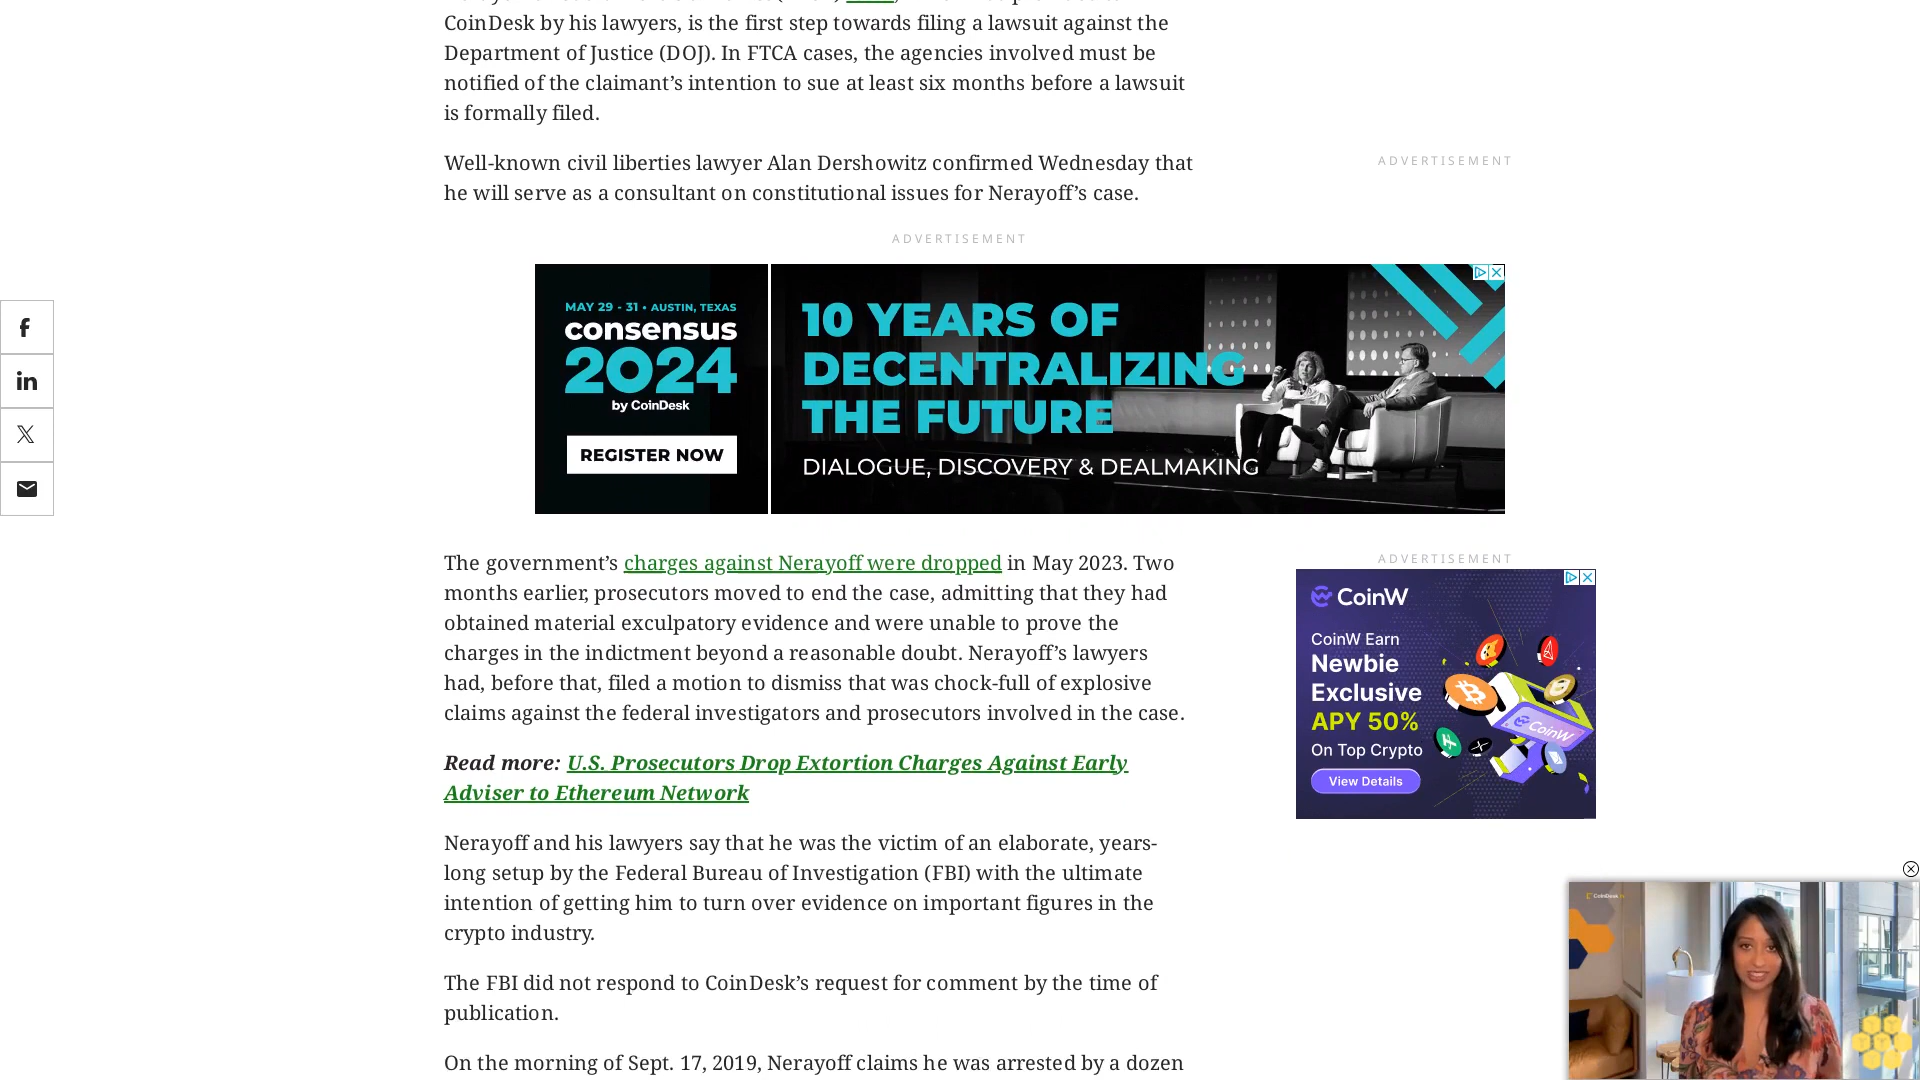 CoinDesk by his lawyers, is the first step towards filing a lawsuit against the
Department of Justice (DOJ). In FTCA cases, the agencies involved must be
notified of the claimant’s intention to sue at least six months before a lawsuit
is formally filed.
Well-known civil liberties lawyer Alan Dershowitz confirmed Wednesday that
he will serve as a consultant on constitutional issues for Nerayoff’s case.
ADVERTISEMENT
ADVERTISEMENT
MAY 29 - 31 • AUSTIN, TEXAS
consensus
2024
by CoinDesk
REGISTER NOW
10 YEARS OF
DECENTRALIZING
THE FUTURE
DIALOGUE, DISCOVERY & DEALMAKING
The government’s charges against Nerayoff were dropped in May 2023. Two
months earlier, prosecutors moved to end the case, admitting that they had
obtained material exculpatory evidence and were unable to prove the
charges in the indictment beyond a reasonable doubt. Nerayoff’s lawyers
had, before that, filed a motion to dismiss that was chock-full of explosive
claims against the federal investigators and prosecutors involved in the case.
Read more: U.S. Prosecutors Drop Extortion Charges Against Early
Adviser to Ethereum Network
Nerayoff and his lawyers say that he was the victim of an elaborate, years-
long setup by the Federal Bureau of Investigation (FBI) with the ultimate
intention of getting him to turn over evidence on important figures in the
crypto industry.
The FBI did not respond to CoinDesk’s request for comment by the time of
publication.
On the morning of Sept. 17, 2019, Nerayoff claims he was arrested by a dozen
ADVERTISEMENT
CoinW
CoinW Earn
Newbie
Exclusive
APY 50%
On Top Crypto
View Details
CoinW
CoinDesk